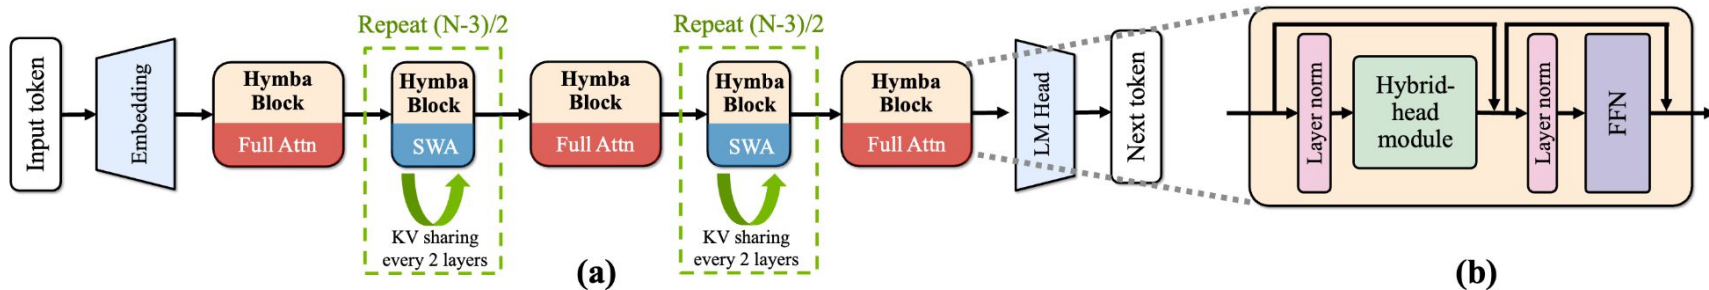 Input token
Embedding
Hymba
Block
Full Attn
Repeat (N-3)/2
Hymba
Block
SWA
KV sharing
every 2 layers
Hymba
Block
Full Attn
Repeat (N-3)/2
Hymba
Block
SWA
KV sharing
every 2 layers
Hymba
Block
Full Attn
LM Head
Next token
(a)
Layer norm
Hybrid-
head
module
Layer norm
FFN
(b)